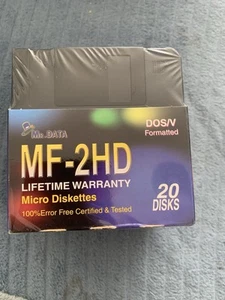 Mr. DATA
DOS/V
Formatted
MF-2HD
LIFETIME WARRANTY
Micro Diskettes
100%Error Free Certified & Tested
20
DISKS